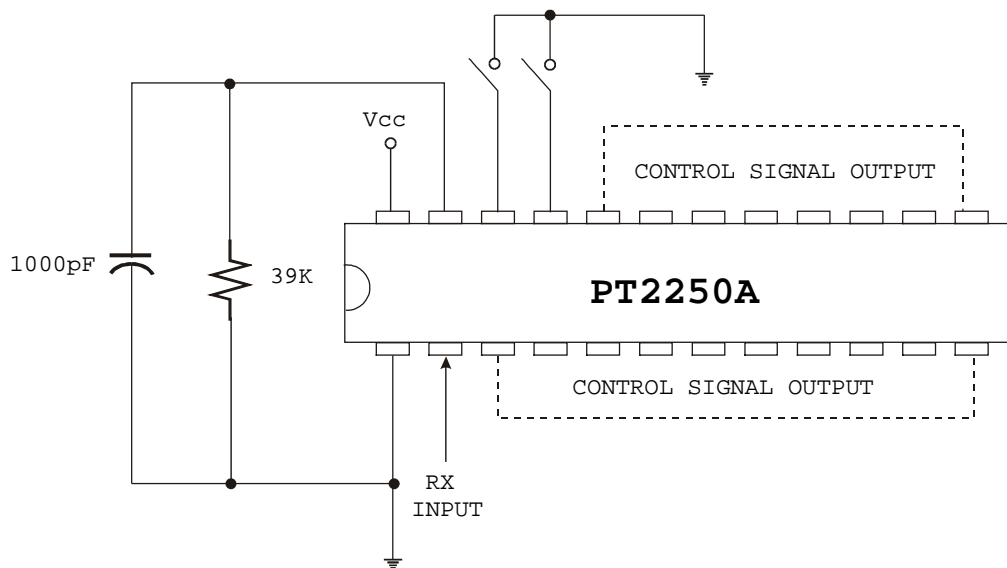 Vcc
CONTROL SIGNAL OUTPUT
1000pF
39K
PT2250A
CONTROL SIGNAL OUTPUT
RX
INPUT